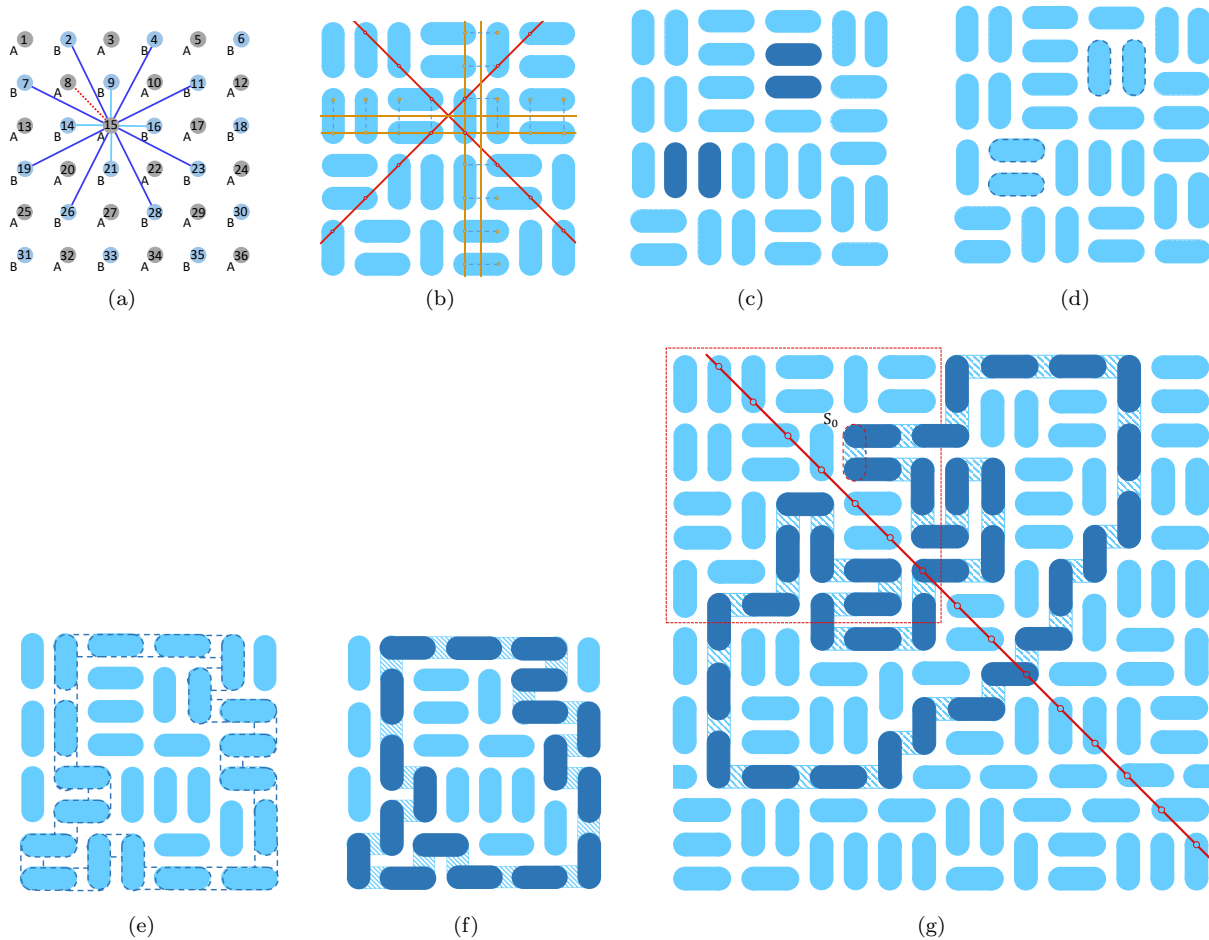 1 2 3 4 5 6
A B A B A B
7 8 9 10 11 12
B A B A B A
13 14 15 16 17 18
A B A B A B
19 20 21 22 23 24
B A B A B A
25 26 27 28 29 30
A B A B A B
31 32 33 34 35 36
B A B A B A
(a) (b) (c) (d)
S₀
(e) (f) (g)